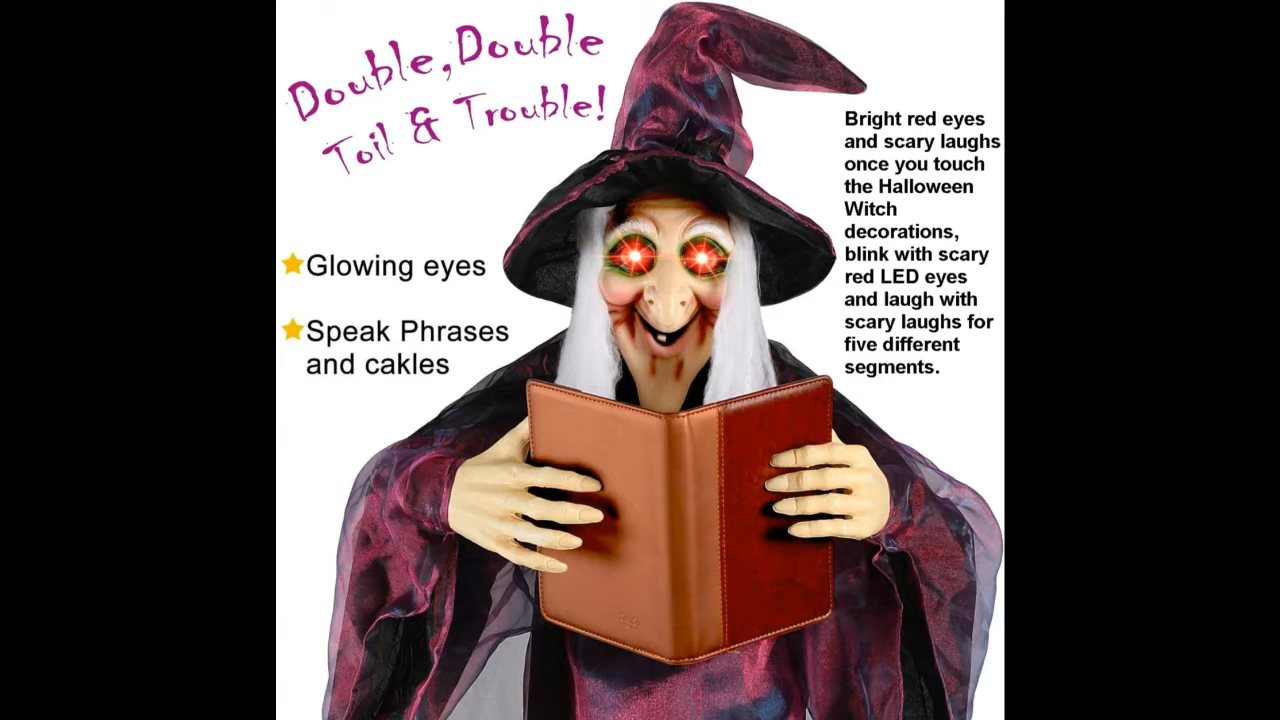 Double, Double
Toil & Trouble!
Glowing eyes
Speak Phrases
and cakles
Bright red eyes
and scary laughs
once you touch
the Halloween
Witch
decorations,
blink with scary
red LED eyes
and laugh with
scary laughs for
five different
segments.